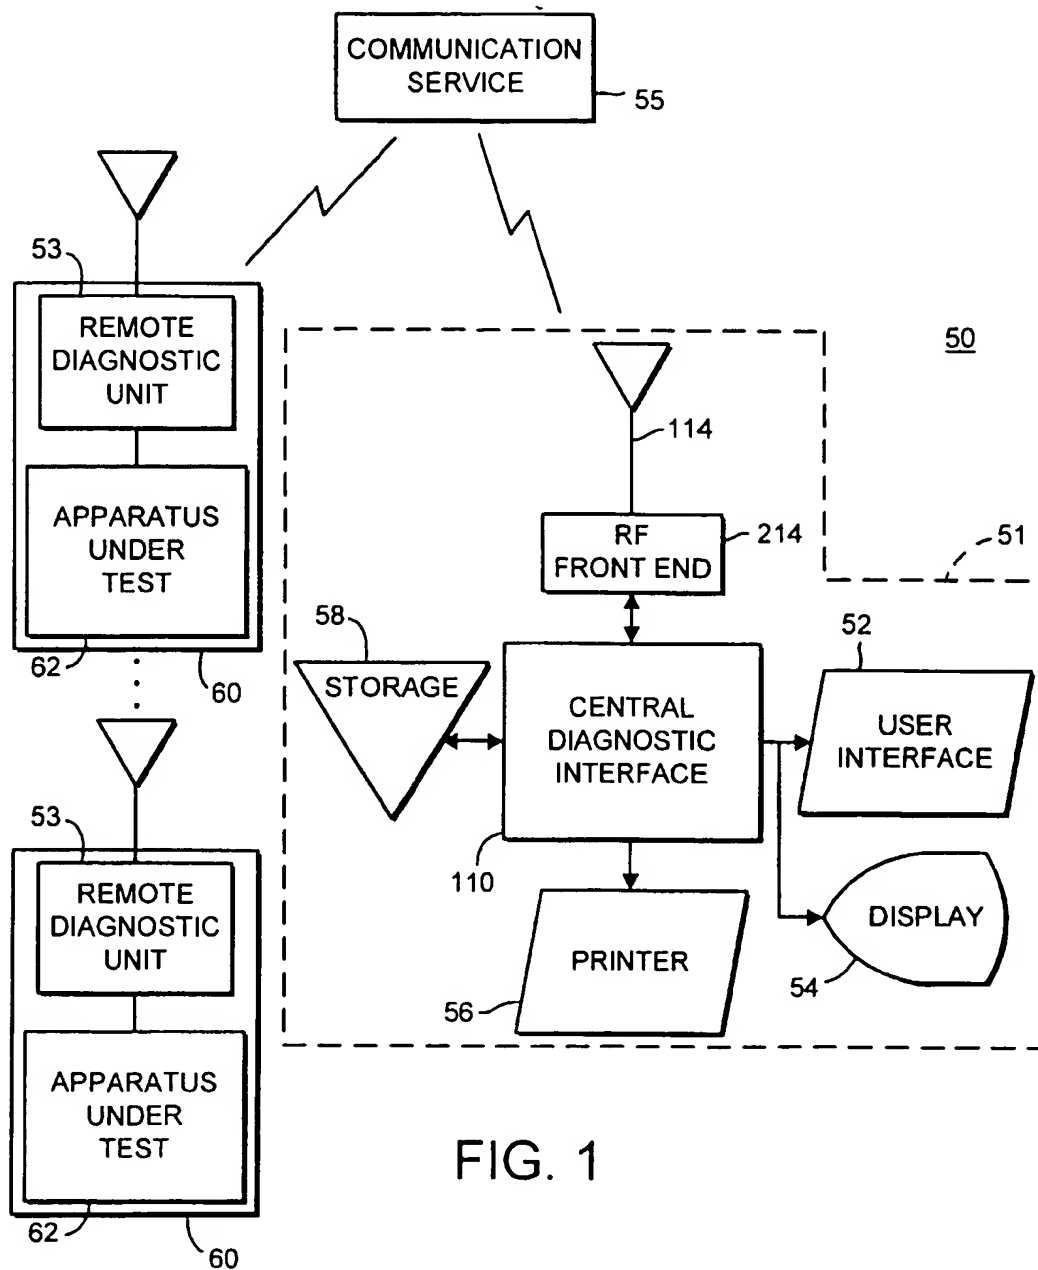 COMMUNICATION
SERVICE
55
53
REMOTE
DIAGNOSTIC
UNIT
APPARATUS
UNDER
TEST
62
60
50
114
RF
FRONT END
214
51
58
STORAGE
CENTRAL
DIAGNOSTIC
INTERFACE
110
52
USER
INTERFACE
DISPLAY
54
PRINTER
56
53
REMOTE
DIAGNOSTIC
UNIT
APPARATUS
UNDER
TEST
62
60
FIG. 1